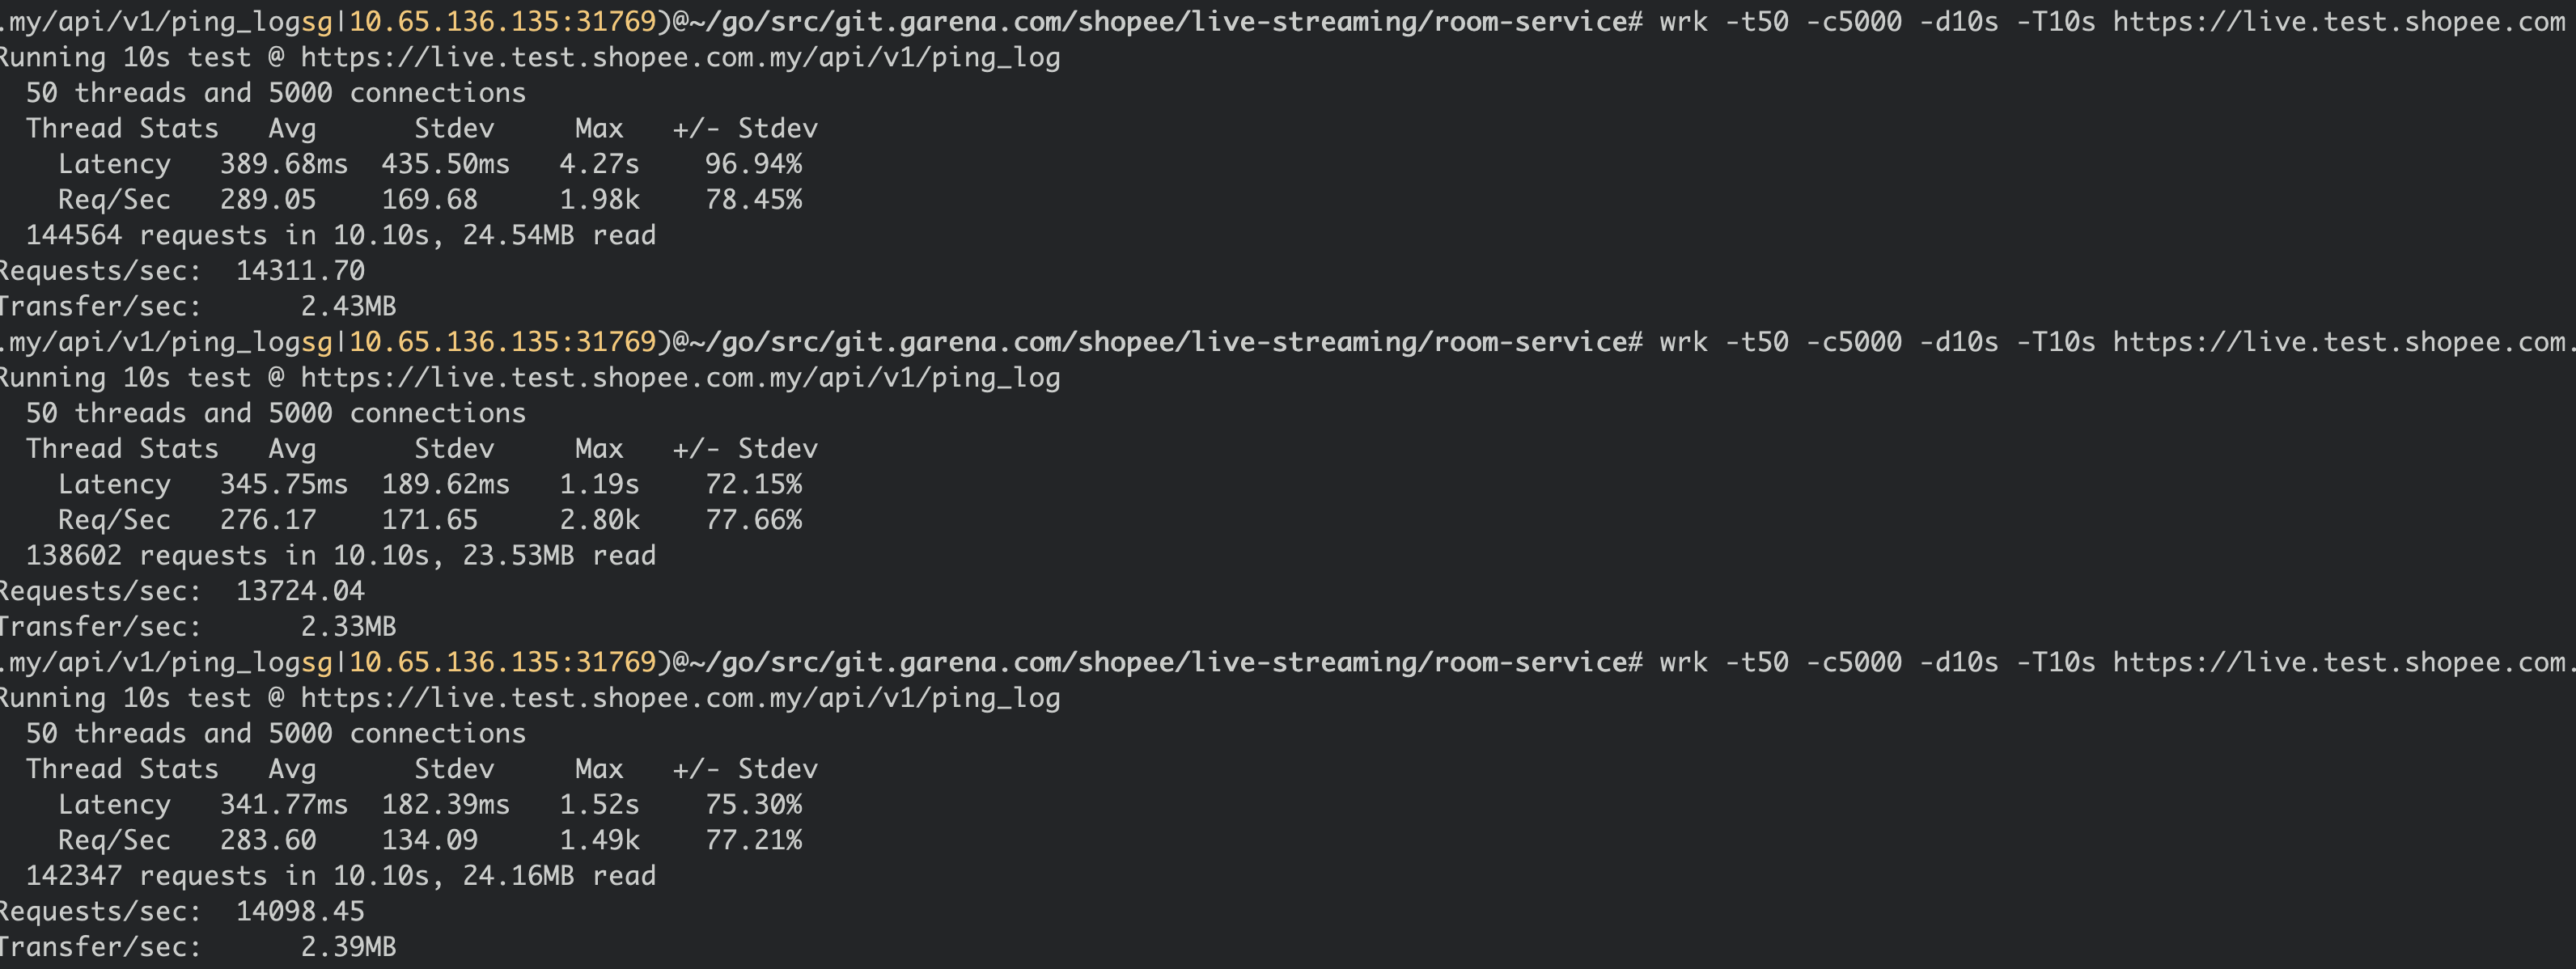 .my/api/v1/ping_logsg|10.65.136.135:31769)@~/go/src/git.garena.com/shopee/live-streaming/room-service# wrk -t50 -c5000 -d10s -T10s https://live.test.shopee.com
Running 10s test @ https://live.test.shopee.com.my/api/v1/ping_log
50 threads and 5000 connections
Thread Stats Avg Stdev Max +/- Stdev
Latency 389.68ms 435.50ms 4.27s 96.94%
Req/Sec 289.05 169.68 1.98k 78.45%
144564 requests in 10.10s, 24.54MB read
Requests/sec: 14311.70
Transfer/sec: 2.43MB
.my/api/v1/ping_logsg|10.65.136.135:31769)@~/go/src/git.garena.com/shopee/live-streaming/room-service# wrk -t50 -c5000 -d10s -T10s https://live.test.shopee.com.
Running 10s test @ https://live.test.shopee.com.my/api/v1/ping_log
50 threads and 5000 connections
Thread Stats Avg Stdev Max +/- Stdev
Latency 345.75ms 189.62ms 1.19s 72.15%
Req/Sec 276.17 171.65 2.80k 77.66%
138602 requests in 10.10s, 23.53MB read
Requests/sec: 13724.04
Transfer/sec: 2.33MB
.my/api/v1/ping_logsg|10.65.136.135:31769)@~/go/src/git.garena.com/shopee/live-streaming/room-service# wrk -t50 -c5000 -d10s -T10s https://live.test.shopee.com.
Running 10s test @ https://live.test.shopee.com.my/api/v1/ping_log
50 threads and 5000 connections
Thread Stats Avg Stdev Max +/- Stdev
Latency 341.77ms 182.39ms 1.52s 75.30%
Req/Sec 283.60 134.09 1.49k 77.21%
142347 requests in 10.10s, 24.16MB read
Requests/sec: 14098.45
Transfer/sec: 2.39MB